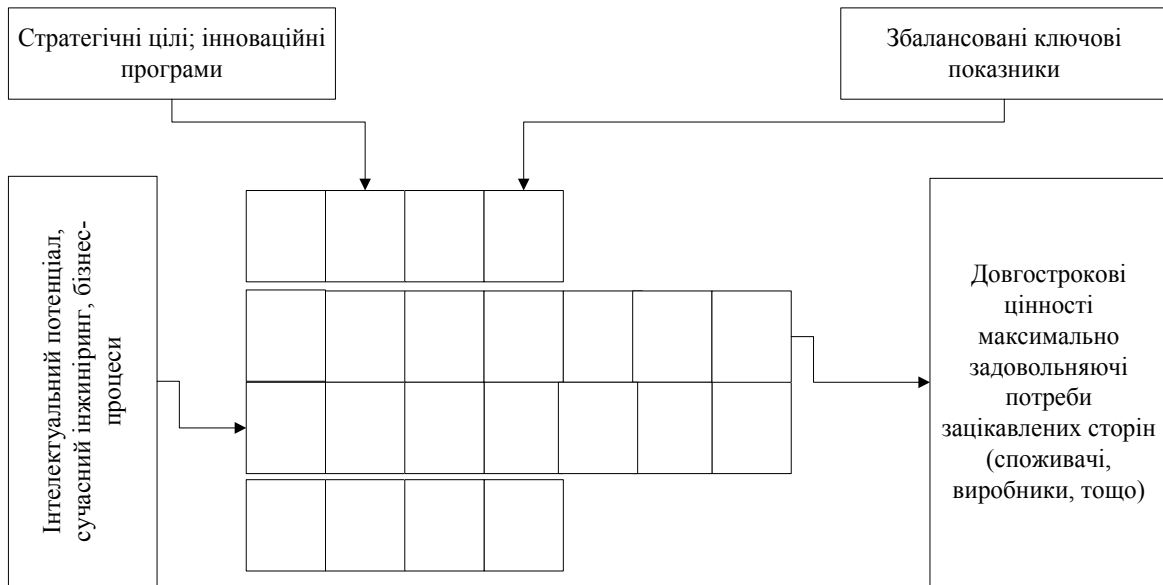 Стратегічні цілі; інноваційні
програми
Збалансовані ключові
показники
Інтелектуальний потенціал,
сучасний інжиніринг, бізнес-
процеси
Довгострокові
цінності
максимально
задовольняючі
потреби
зацікавлених сторін
(споживачі,
виробники, тощо)